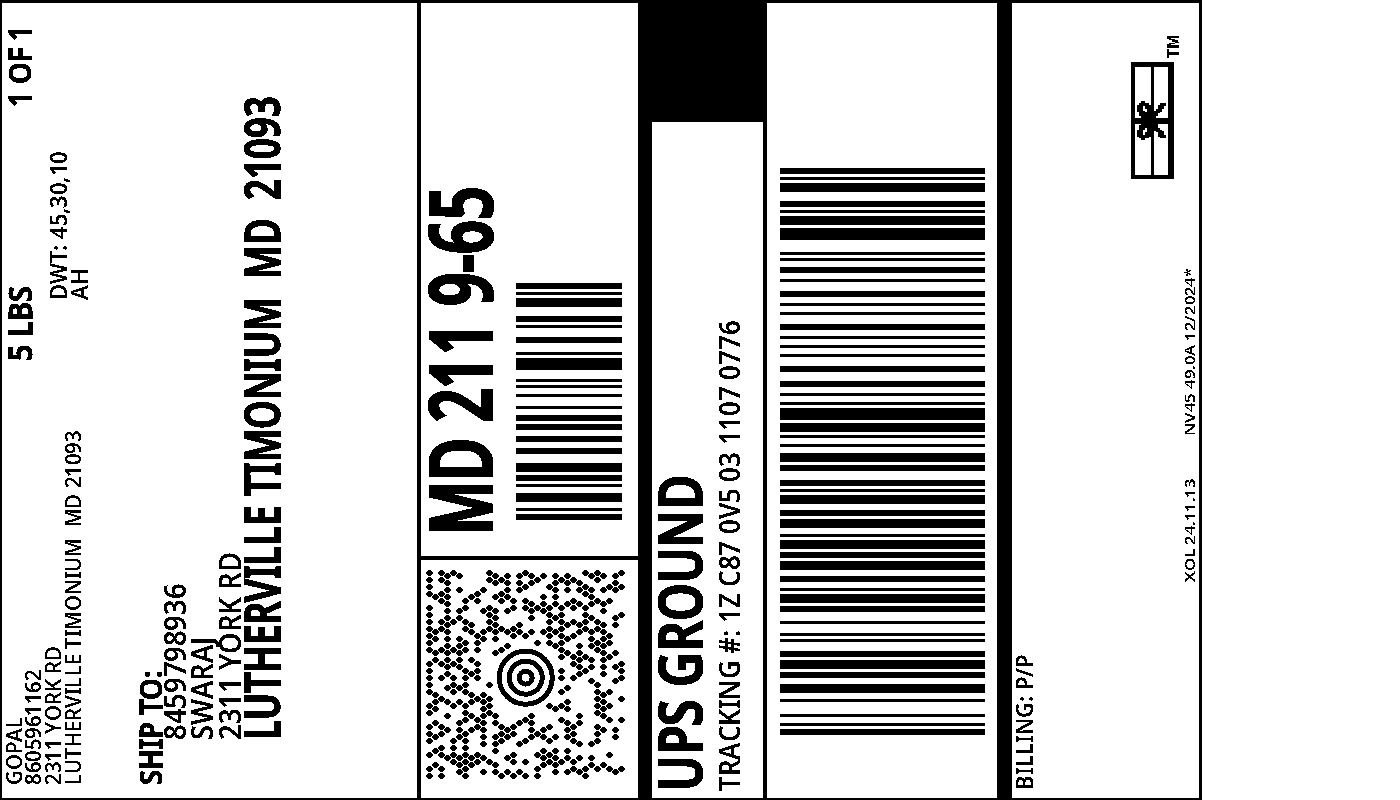 GOPAL
8605961162
2311 YORK RD
LUTHERVILLE TIMONIUM MD 21093
5 LBS
1 OF 1
DWT: 45,30,10
AH
SHIP TO:
8459798936
SWARAJ
2311 YORK RD
LUTHERVILLE TIMONIUM MD 21093
MD 211 9-65
UPS GROUND
TRACKING #: 1Z C87 0V5 03 1107 0776
BILLING: P/P
XOL 24.11.13 NV45 49.0A 12/2024*
TM